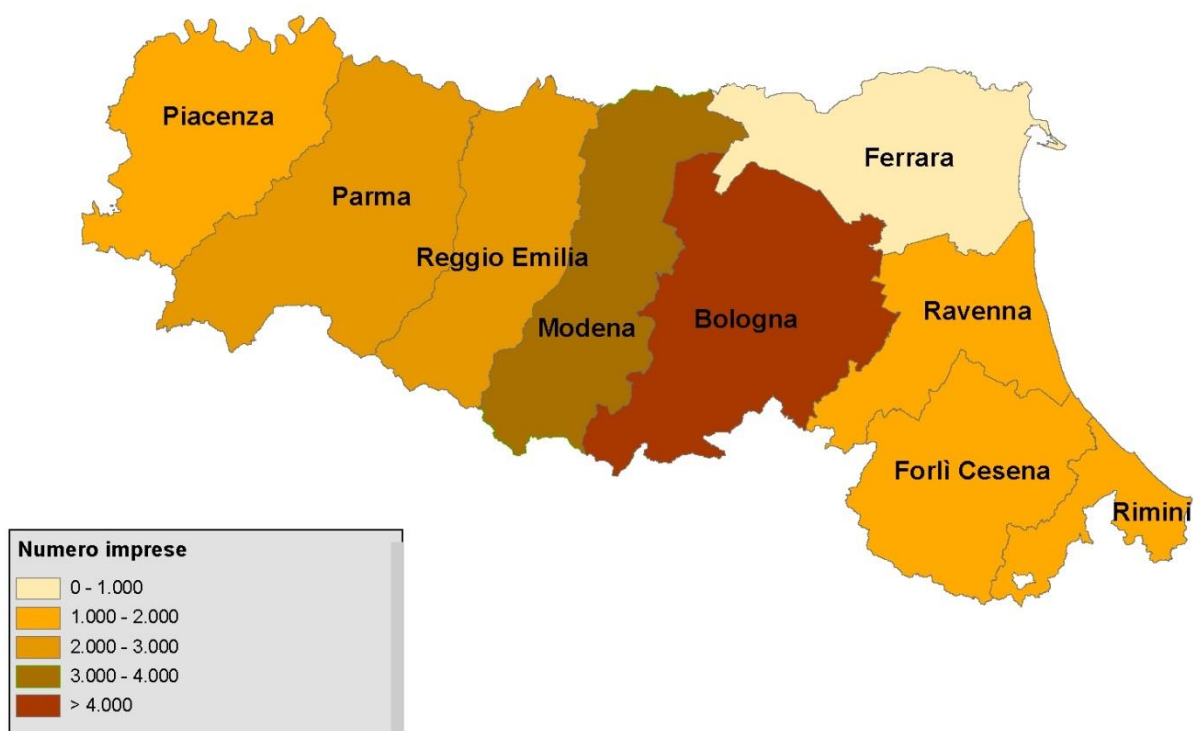 Piacenza
Parma
Reggio Emilia
Modena
Bologna
Ferrara
Ravenna
Forlì Cesena
Rimini
Numero imprese
0 - 1.000
1.000 - 2.000
2.000 - 3.000
3.000 - 4.000
> 4.000